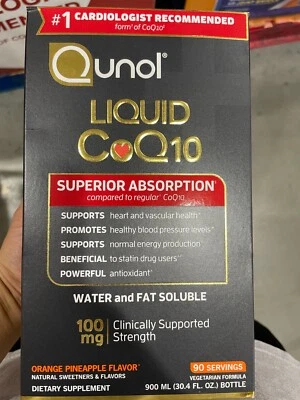 #1 CARDIOLOGIST RECOMMENDED
form† of CoQ10‡
Qunol®
LIQUID
CoQ10
SUPERIOR ABSORPTION*
compared to regular* CoQ10
SUPPORTS heart and vascular health*
PROMOTES healthy blood pressure levels*
SUPPORTS normal energy production*
BENEFICIAL to statin drug users**
POWERFUL antioxidant*
WATER and FAT SOLUBLE
100 mg Clinically Supported
Strength
ORANGE PINEAPPLE FLAVOR*
NATURAL SWEETENERS & FLAVORS
DIETARY SUPPLEMENT
90 SERVINGS
VEGETARIAN FORMULA
900 ML (30.4 FL. OZ.) BOTTLE